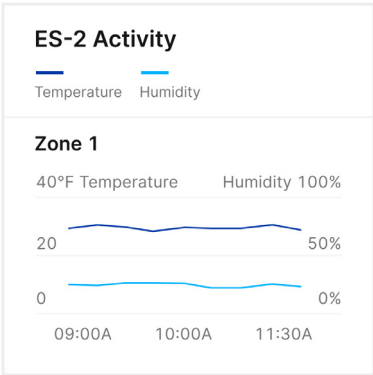 ES-2 Activity
Temperature Humidity
Zone 1
40°F Temperature Humidity 100%
20 50%
0 0%
09:00A 10:00A 11:30A